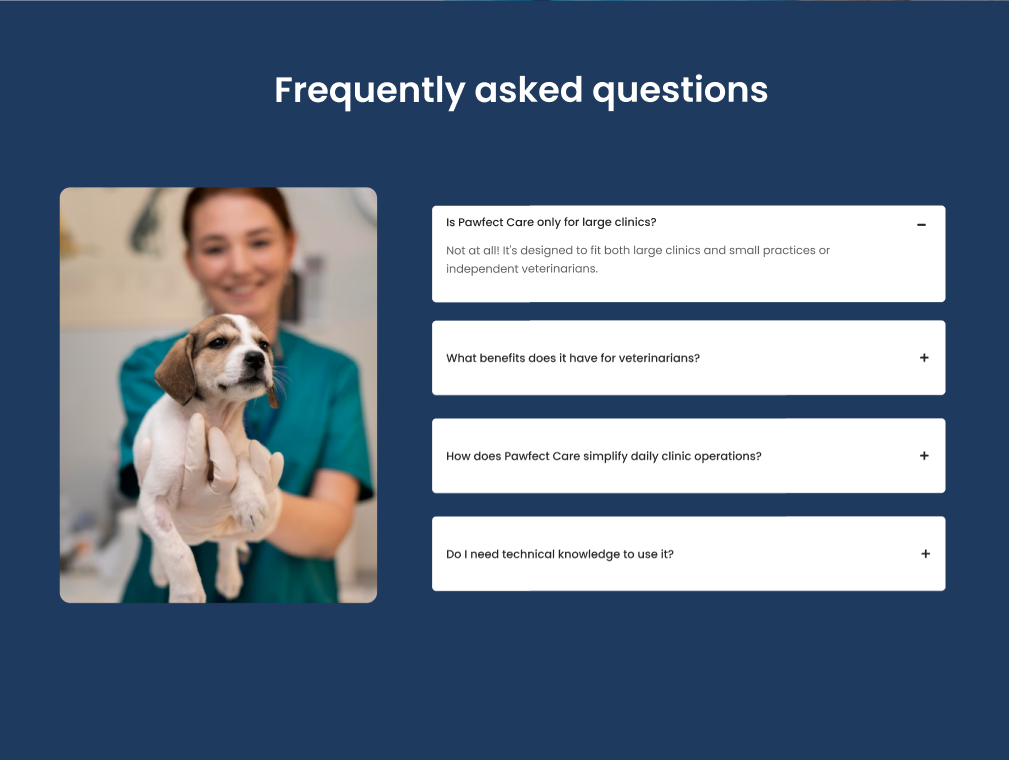 Frequently asked questions
Is Pawfect Care only for large clinics?
Not at all! It's designed to fit both large clinics and small practices or
independent veterinarians.
What benefits does it have for veterinarians?
How does Pawfect Care simplify daily clinic operations?
Do I need technical knowledge to use it?